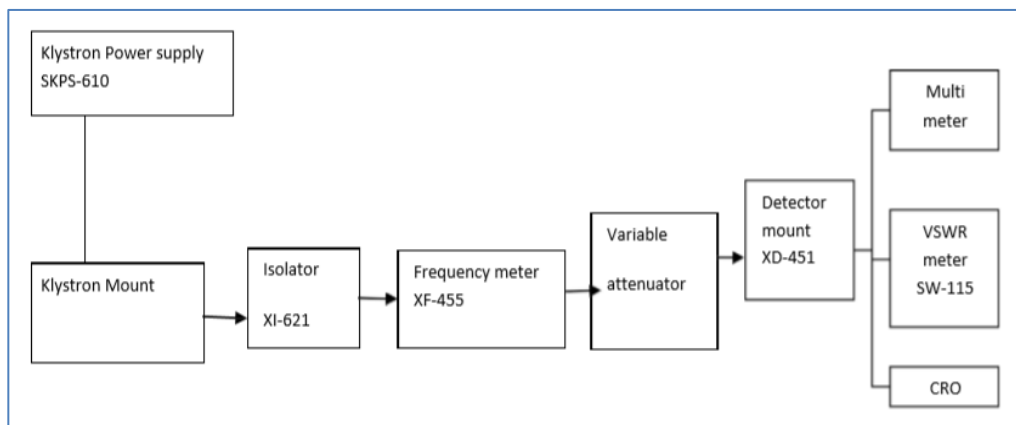 Klystron Power supply
SKPS-610
Klystron Mount
Isolator
XI-621
Frequency meter
XF-455
Variable
attenuator
Detector
mount
XD-451
Multi
meter
VSWR
meter
SW-115
CRO